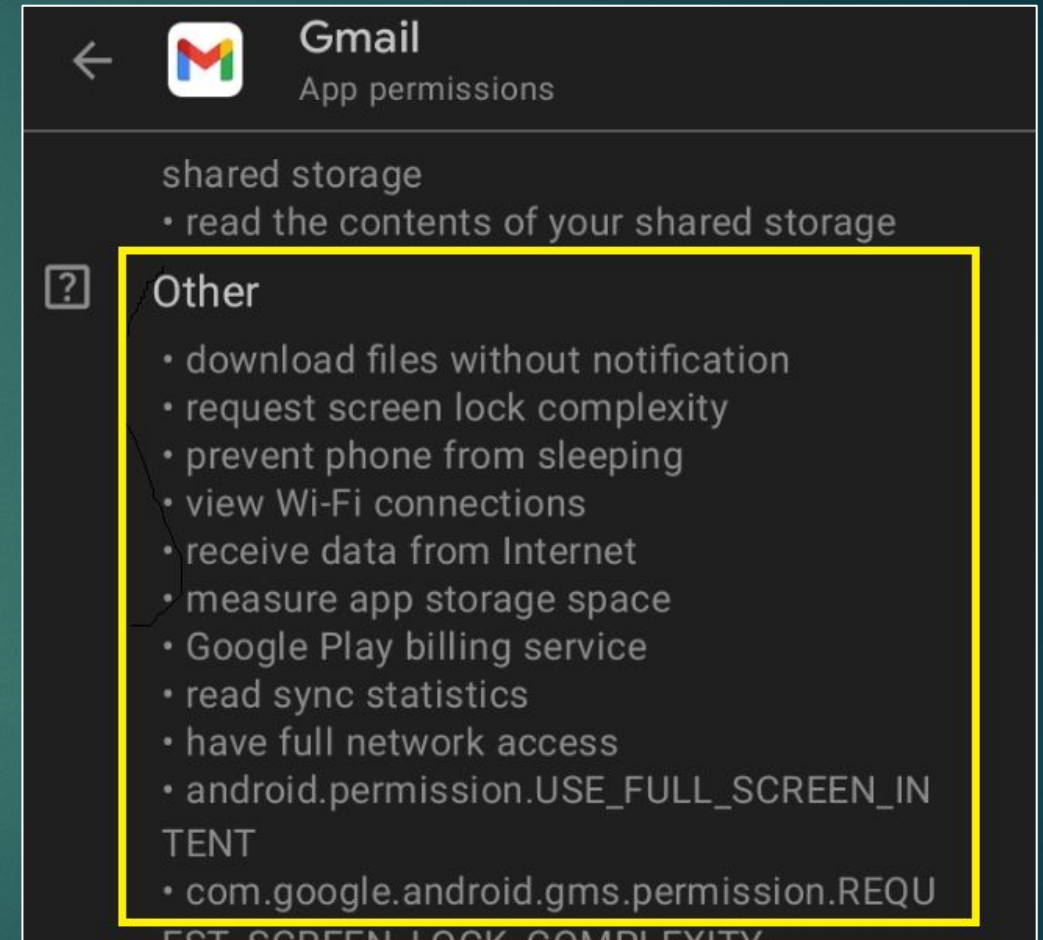 Gmail
App permissions
shared storage
• read the contents of your shared storage
Other
• download files without notification
• request screen lock complexity
• prevent phone from sleeping
• view Wi-Fi connections
• receive data from Internet
• measure app storage space
• Google Play billing service
• read sync statistics
• have full network access
• android.permission.USE_FULL_SCREEN_IN
TENT
• com.google.android.gms.permission.REQU
EST_SCREEN_LOCK_COMPLEXITY